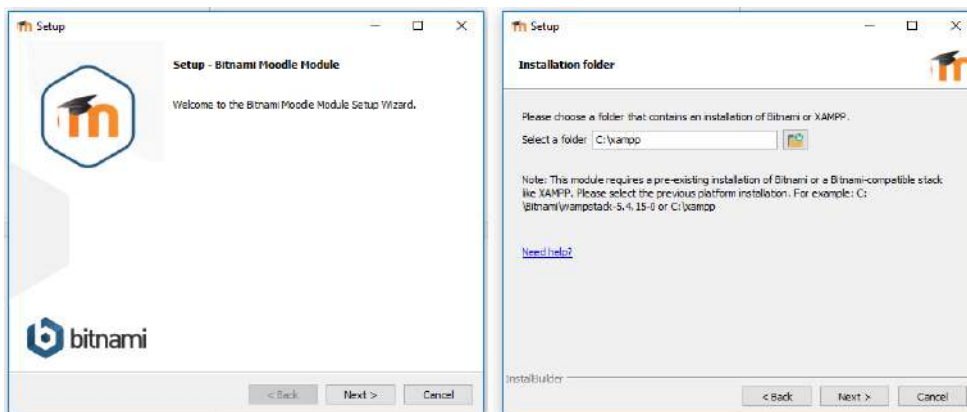 Setup
Setup - Bitnami Moodle Module
Welcome to the Bitnami Moodle Module Setup Wizard.
bitnami
< Back
Next >
Cancel
Setup
Installation folder
Please choose a folder that contains an installation of Bitnami or XAMPP.
Select a folder C:\xampp
Note: This module requires a pre-existing installation of Bitnami or a Bitnami-compatible stack
like XAMPP. Please select the previous platform installation. For example: C:
\Bitnami\wampstack-5.4.15-0 or C:\xampp
Need help?
InstallBuilder
< Back
Next >
Cancel